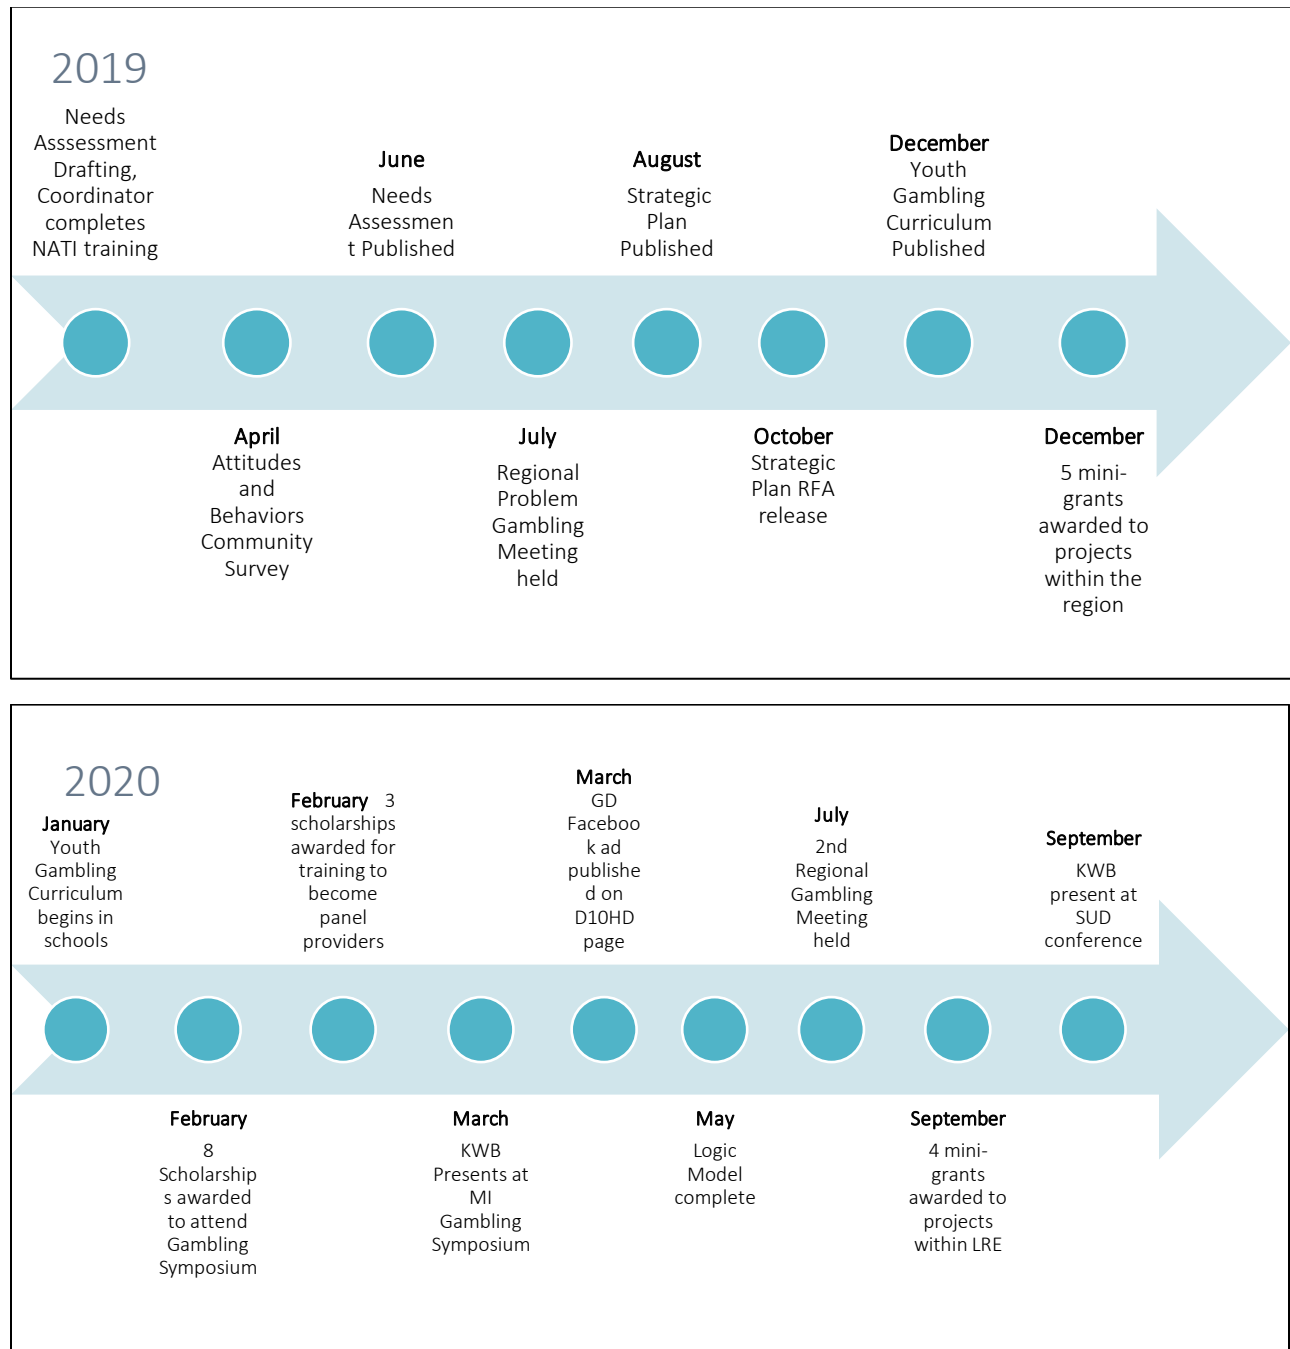 2019
Needs
Asssessment
Drafting,
Coordinator
completes
NATI training
June
Needs
Assessmen
t Published
August
Strategic
Plan
Published
December
Youth
Gambling
Curriculum
Published
April
Attitudes
and
Behaviors
Community
Survey
July
Regional
Problem
Gambling
Meeting
held
October
Strategic
Plan RFA
release
December
5 mini-
grants
awarded to
projects
within the
region
2020
January
Youth
Gambling
Curriculum
begins in
schools
February 3
scholarships
awarded for
training to
become
panel
providers
March
GD
Faceboo
k ad
publishe
d on
D10HD
page
July
2nd
Regional
Gambling
Meeting
held
September
KWB
present at
SUD
conference
February
8
Scholarship
s awarded
to attend
Gambling
Symposium
March
KWB
Presents at
MI
Gambling
Symposium
May
Logic
Model
complete
September
4 mini-
grants
awarded to
projects
within LRE